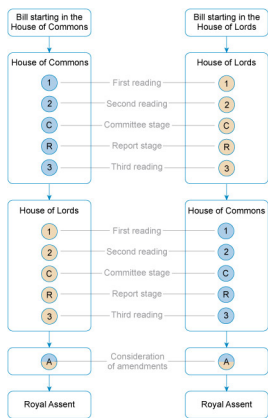 Bill starting in the
House of Commons
Bill starting in the
House of Lords
House of Commons
House of Lords
1 First reading 1
2 Second reading 2
C Committee stage C
R Report stage R
3 Third reading 3
House of Lords
House of Commons
1 First reading 1
2 Second reading 2
C Committee stage C
R Report stage R
3 Third reading 3
A Consideration
of amendments A
Royal Assent
Royal Assent